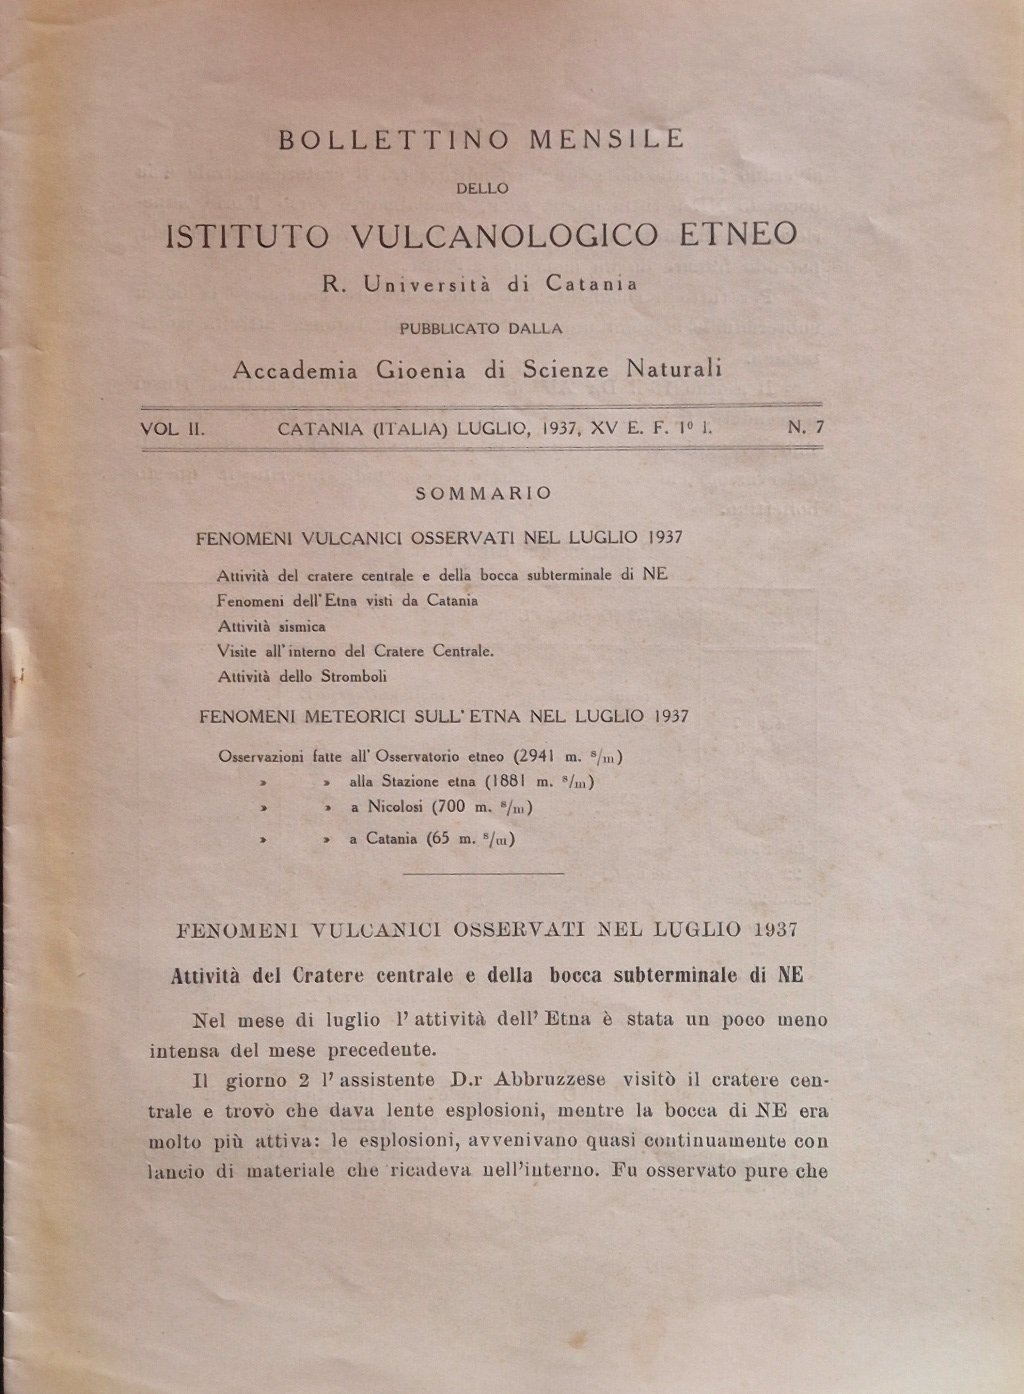 BOLLETTINO MENSILE
DELLO
ISTITUTO VULCANOLOGICO ETNEO
R. Università di Catania
PUBBLICATO DALLA
Accademia Gioenia di Scienze Naturali
VOL II. CATANIA (ITALIA) LUGLIO, 1937, XV E. F. 1º I. N. 7
SOMMARIO
FENOMENI VULCANICI OSSERVATI NEL LUGLIO 1937
Attività del cratere centrale e della bocca subterminale di NE
Fenomeni dell'Etna visti da Catania
Attività sismica
Visite all'interno del Cratere Centrale.
Attività dello Stromboli
FENOMENI METEORICI SULL'ETNA NEL LUGLIO 1937
Osservazioni fatte all'Osservatorio etneo (2941 m. s/m)
» » alla Stazione etna (1881 m. s/m)
» » a Nicolosi (700 m. s/m)
» » a Catania (65 m. s/m)
FENOMENI VULCANICI OSSERVATI NEL LUGLIO 1937
Attività del Cratere centrale e della bocca subterminale di NE
Nel mese di luglio l'attività dell'Etna è stata un poco meno
intensa del mese precedente.
Il giorno 2 l'assistente D.r Abbruzzese visitò il cratere cen-
trale e trovò che dava lente esplosioni, mentre la bocca di NE era
molto più attiva: le esplosioni, avvenivano quasi continuamente con
lancio di materiale che ricadeva nell'interno. Fu osservato pure che